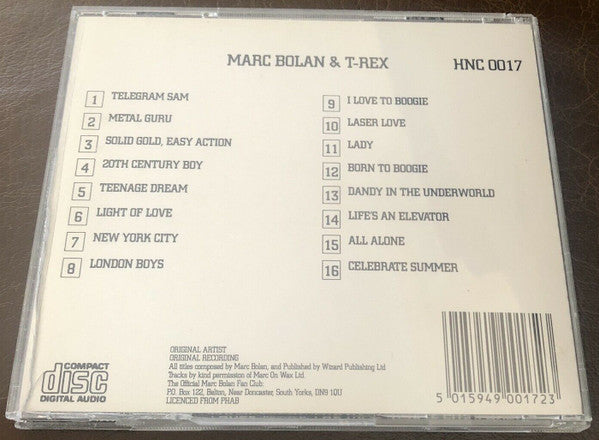 MARC BOLAN & T-REX
HNC 0017
1 TELEGRAM SAM
2 METAL GURU
3 SOLID GOLD, EASY ACTION
4 20TH CENTURY BOY
5 TEENAGE DREAM
6 LIGHT OF LOVE
7 NEW YORK CITY
8 LONDON BOYS
9 I LOVE TO BOOGIE
10 LASER LOVE
11 LADY
12 BORN TO BOOGIE
13 DANDY IN THE UNDERWORLD
14 LIFE'S AN ELEVATOR
15 ALL ALONE
16 CELEBRATE SUMMER
COMPACT
disc
DIGITAL AUDIO
ORIGINAL ARTIST
ORIGINAL RECORDING
All titles composed by Marc Bolan, and Published by Wizard Publishing Ltd
Tracks by kind permission of Marc On Wax Ltd.
The Official Marc Bolan Fan Club:
P.O. Box 122, Belton, Near Doncaster, South Yorks, DN9 1QU
LICENCED FROM PHAB
5 015949 001723